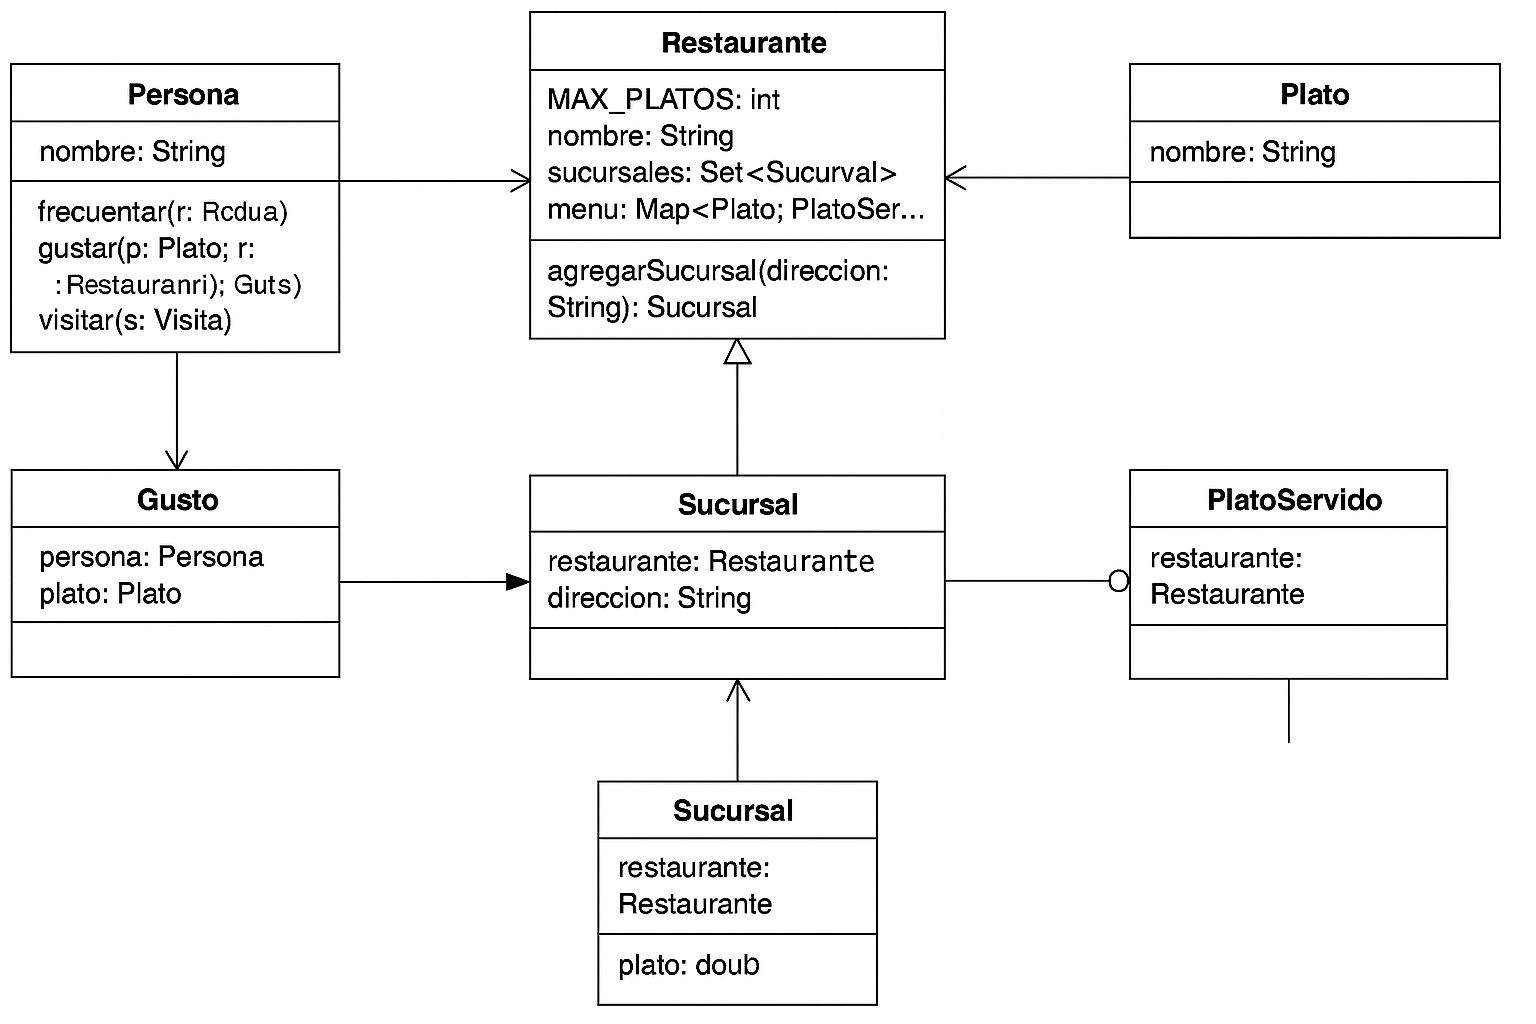 Persona
nombre: String
frecuentar(r: Rcdua)
gustar(p: Plato; r:
:Restauranri); Guts)
visitar(s: Visita)
Restaurante
MAX_PLATOS: int
nombre: String
sucursales: Set<Sucurval>
menu: Map<Plato; PlatoSer...
agregarSucursal(direccion:
String): Sucursal
Plato
nombre: String
Gusto
persona: Persona
plato: Plato
Sucursal
restaurante: Restaurante
direccion: String
PlatoServido
restaurante:
Restaurante
Sucursal
restaurante:
Restaurante
plato: doub